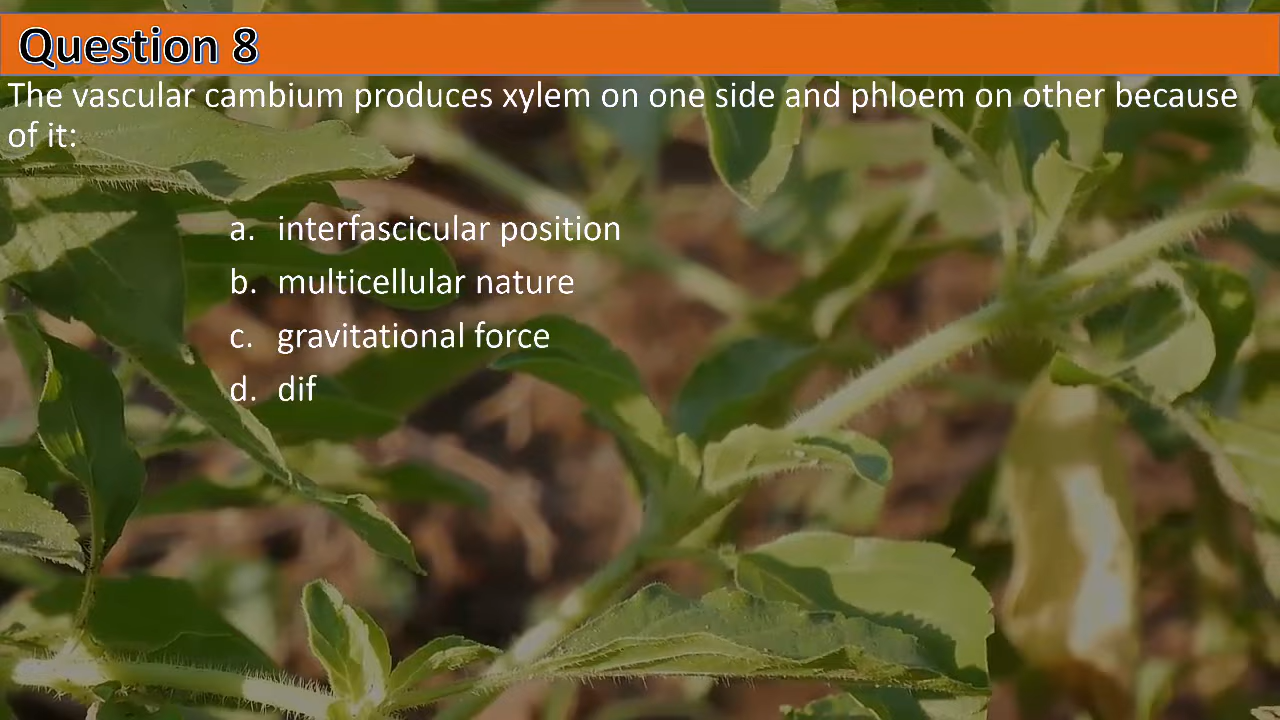 Question 8
The vascular cambium produces xylem on one side and phloem on other because
of it:
a. interfascicular position
b. multicellular nature
c. gravitational force
d. dif